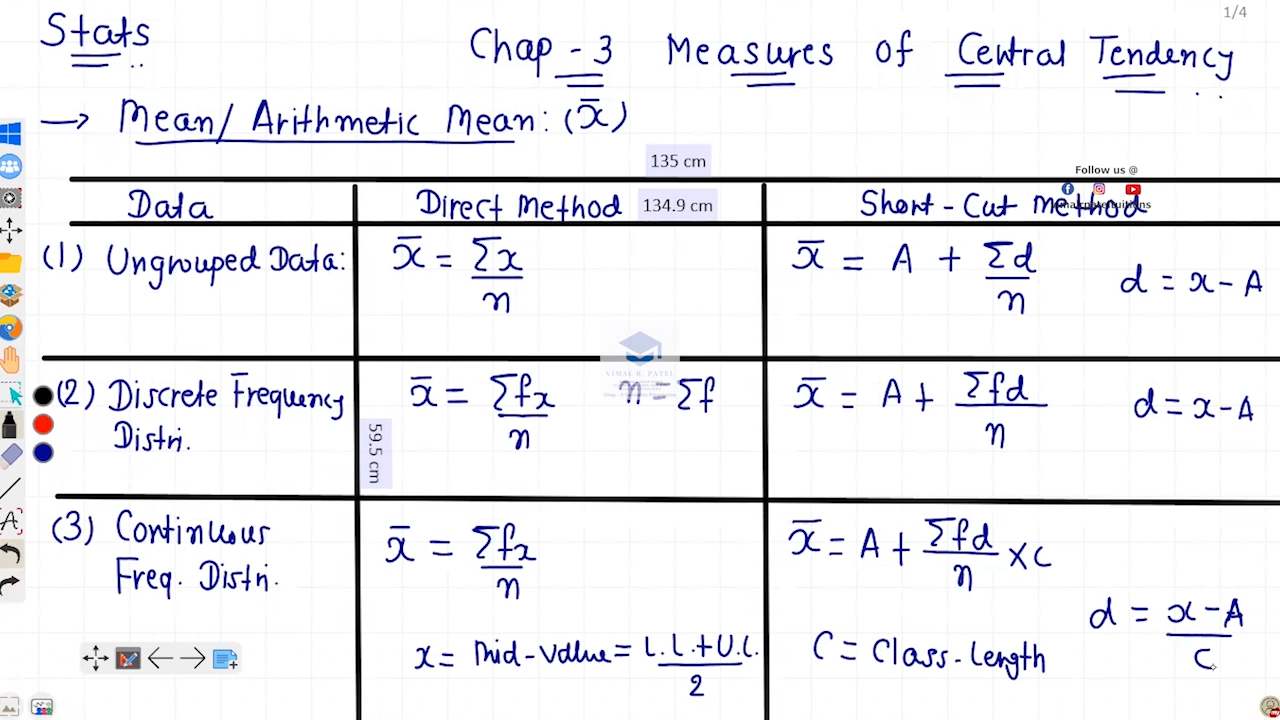 1/4
Stats
Chap - 3 Measures of Central Tendency
→ Mean/ Arithmetic Mean: (x̄)
135 cm
Follow us @
Data
Direct Method
134.9 cm
Short-Cut Method
(1) Ungrouped Data:
x̄ = Σx/n
x̄ = A + Σd/n
d = x - A
VIMAL R. PATEL
(2) Discrete Frequency
Distri.
x̄ = Σfx/n
n = Σf
x̄ = A + Σfd/n
d = x - A
59.5 cm
(3) Continuous
Freq. Distri.
x̄ = Σfx/n
x = Mid-value = L.L.+U.L./2
x̄ = A + Σfd/n × C
C = Class-Length
d = x - A/C